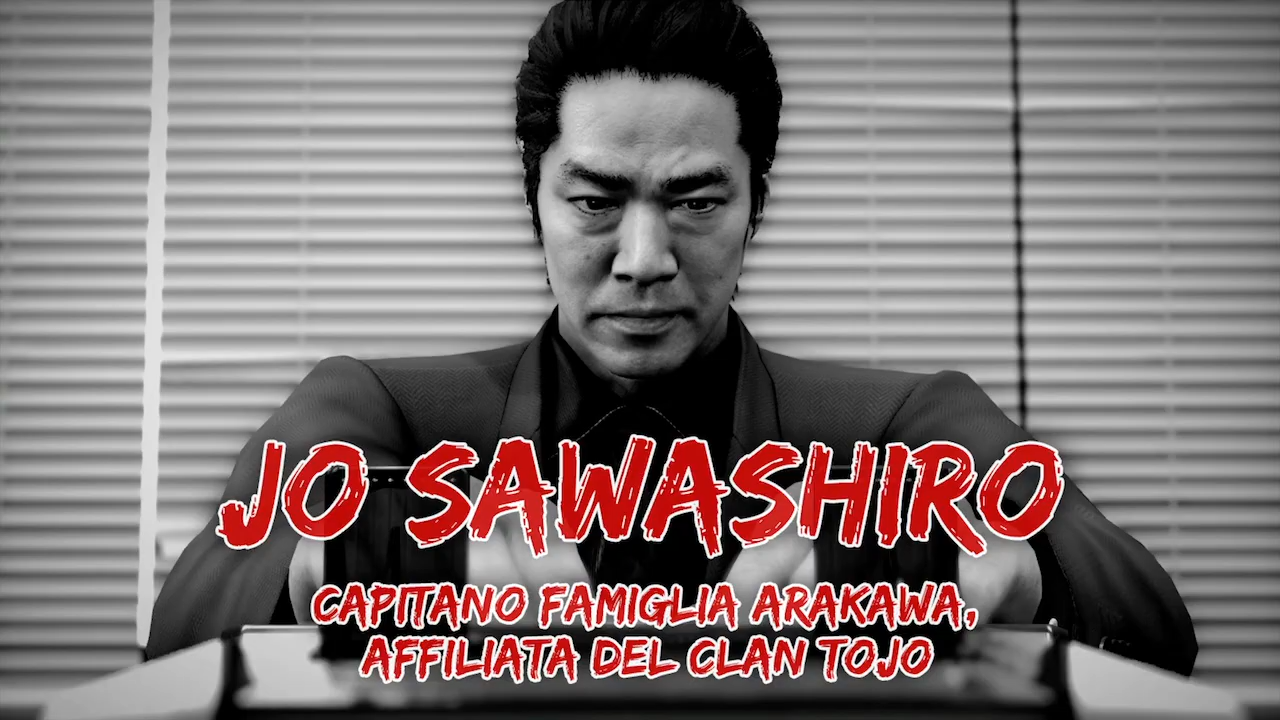 JO SAWASHIRO
CAPITANO FAMIGLIA ARAKAWA,
AFFILIATA DEL CLAN TOJO